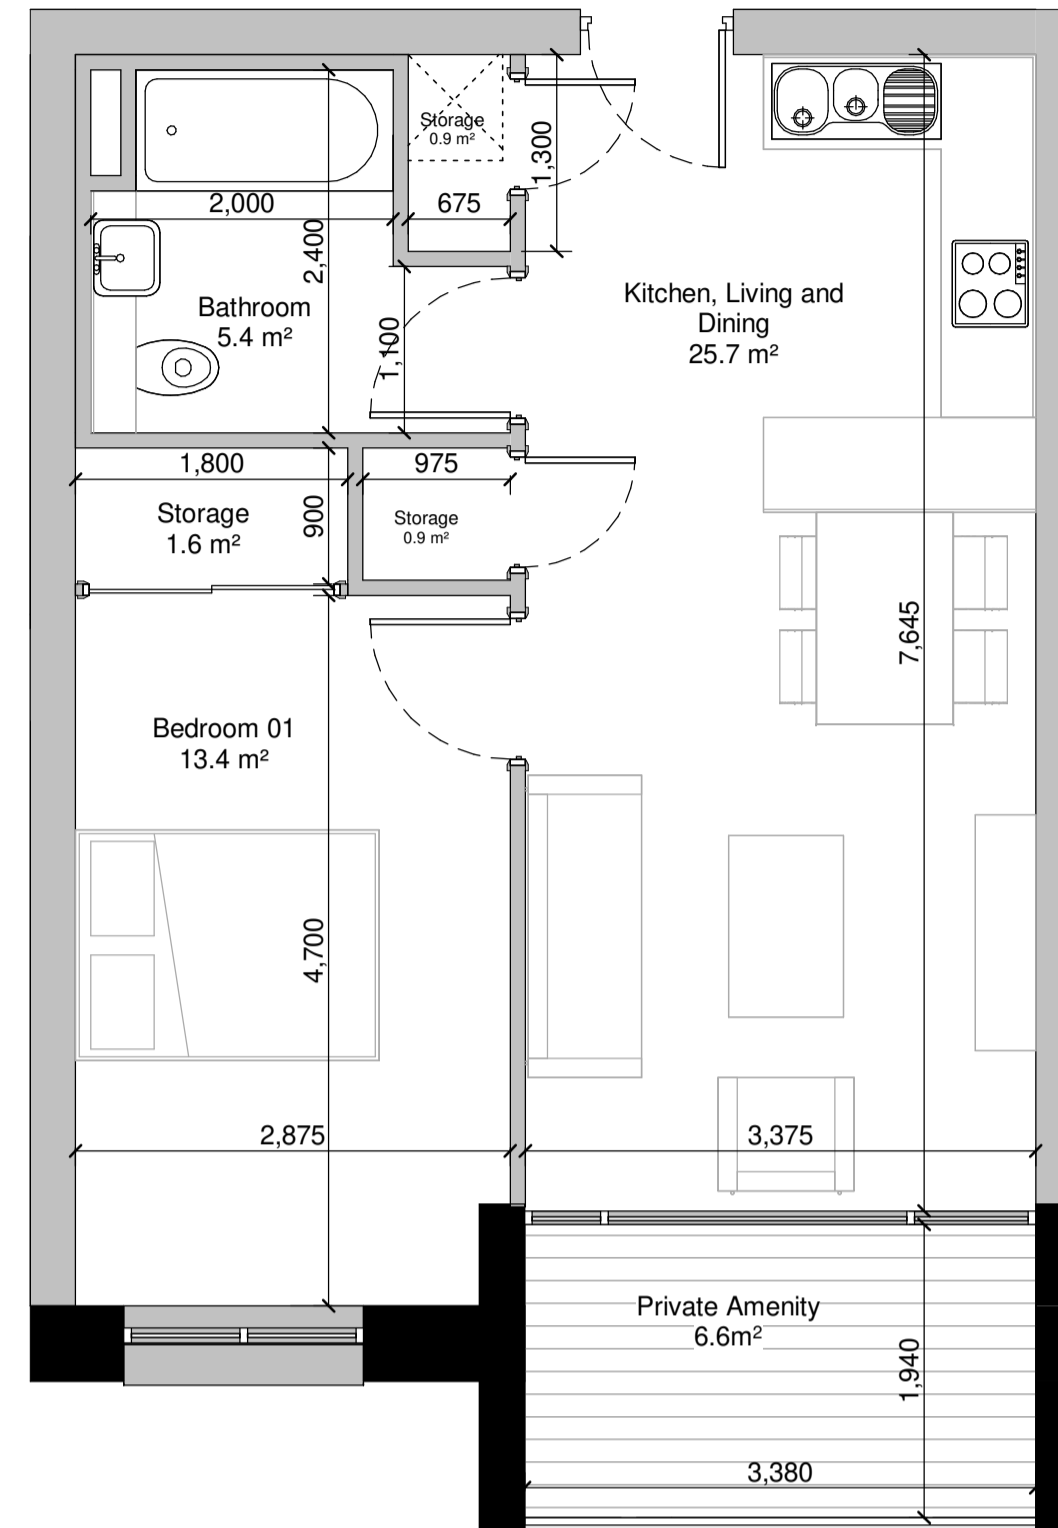 Storage
0.9 m²
1,300
2,000
675
2,400
Bathroom
5.4 m²
1,100
Kitchen, Living and
Dining
25.7 m²
1,800
975
Storage
1.6 m²
900
Storage
0.9 m²
7,645
Bedroom 01
13.4 m²
4,700
2,875
3,375
Private Amenity
6.6m²
1,940
3,380